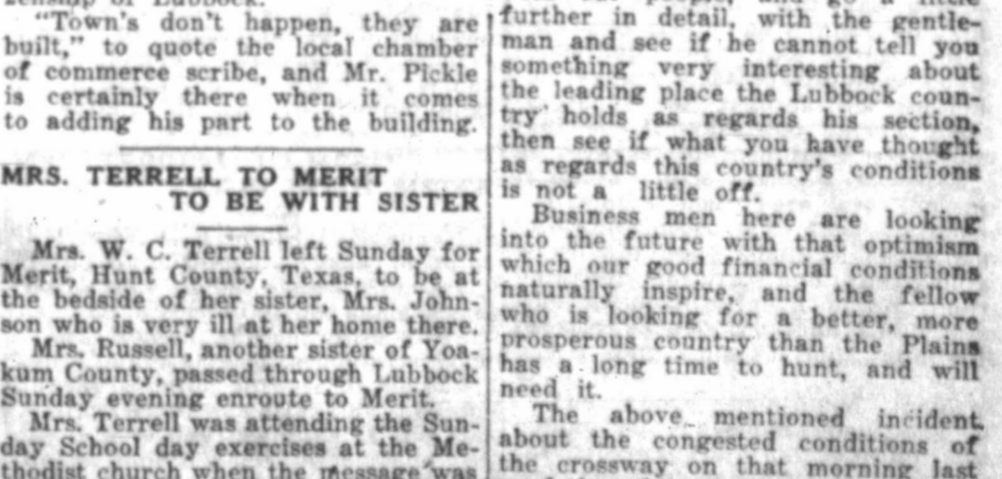 "Town's don't happen, they are
built," to quote the local chamber
of commerce scribe, and Mr. Pickle
is certainly there when it comes
to adding his part to the building.
MRS. TERRELL TO MERIT
TO BE WITH SISTER
Mrs. W. C. Terrell left Sunday for
Merit, Hunt County, Texas, to be at
the bedside of her sister, Mrs. John-
son who is very ill at her home there.
Mrs. Russell, another sister of Yoa-
kum County, passed through Lubbock
Sunday evening enroute to Merit.
Mrs. Terrell was attending the Sun-
day School day exercises at the Me-
thodist church when the message was
further in detail, with the gentle-
man and see if he cannot tell you
something very interesting about
the leading place the Lubbock coun-
try holds as regards his section,
then see if what you have thought
as regards this country's conditions
is not a little off.
Business men here are looking
into the future with that optimism
which our good financial conditions
naturally inspire, and the fellow
who is looking for a better, more
prosperous country than the Plains
has a long time to hunt, and will
need it.
The above mentioned incident
about the congested conditions of
the crossway on that morning last